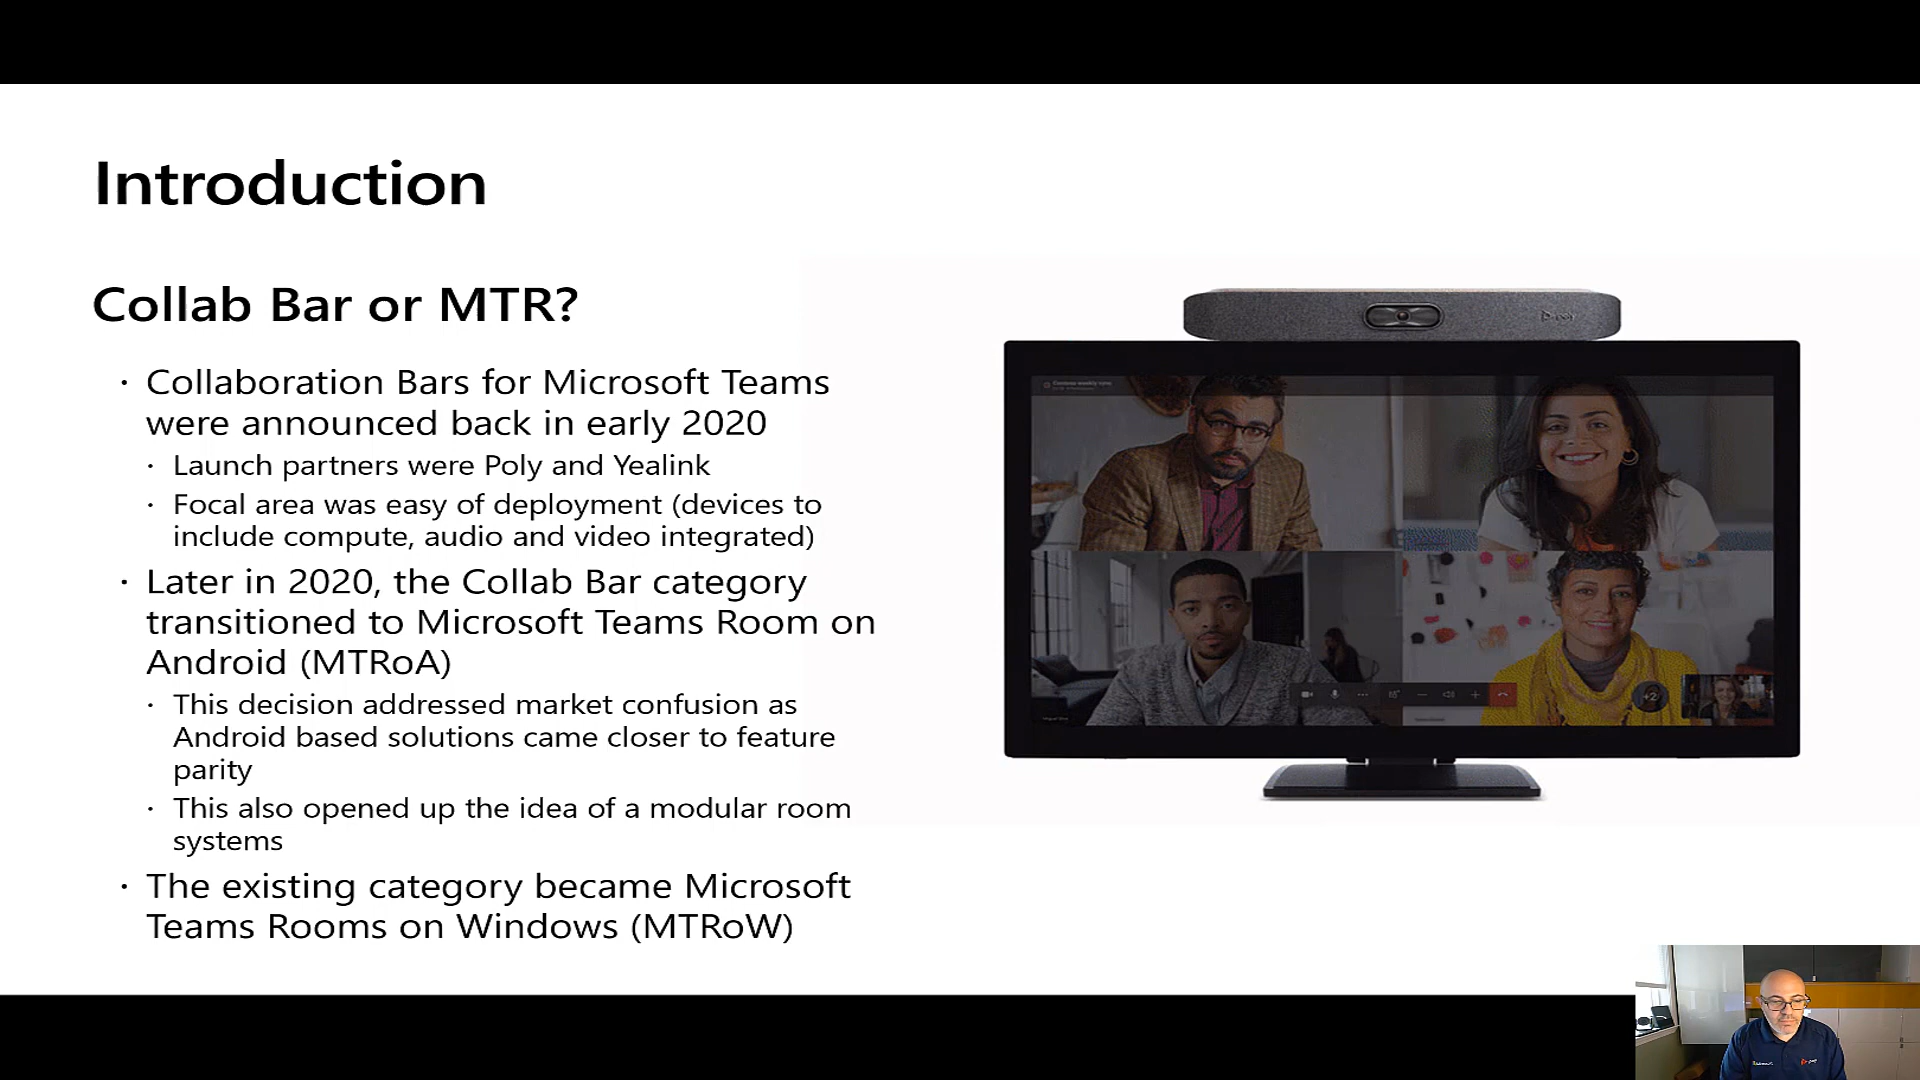 Introduction
Collab Bar or MTR?
· Collaboration Bars for Microsoft Teams
were announced back in early 2020
· Launch partners were Poly and Yealink
· Focal area was easy of deployment (devices to
include compute, audio and video integrated)
· Later in 2020, the Collab Bar category
transitioned to Microsoft Teams Room on
Android (MTRoA)
· This decision addressed market confusion as
Android based solutions came closer to feature
parity
· This also opened up the idea of a modular room
systems
· The existing category became Microsoft
Teams Rooms on Windows (MTRoW)
poly
+2